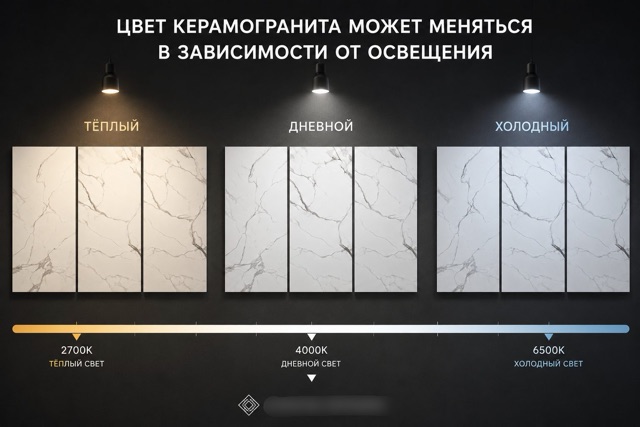 ЦВЕТ КЕРАМОГРАНИТА МОЖЕТ МЕНЯТЬСЯ
В ЗАВИСИМОСТИ ОТ ОСВЕЩЕНИЯ
ТЁПЛЫЙ
ДНЕВНОЙ
ХОЛОДНЫЙ
2700K
ТЁПЛЫЙ СВЕТ
4000K
ДНЕВНОЙ СВЕТ
6500K
ХОЛОДНЫЙ СВЕТ